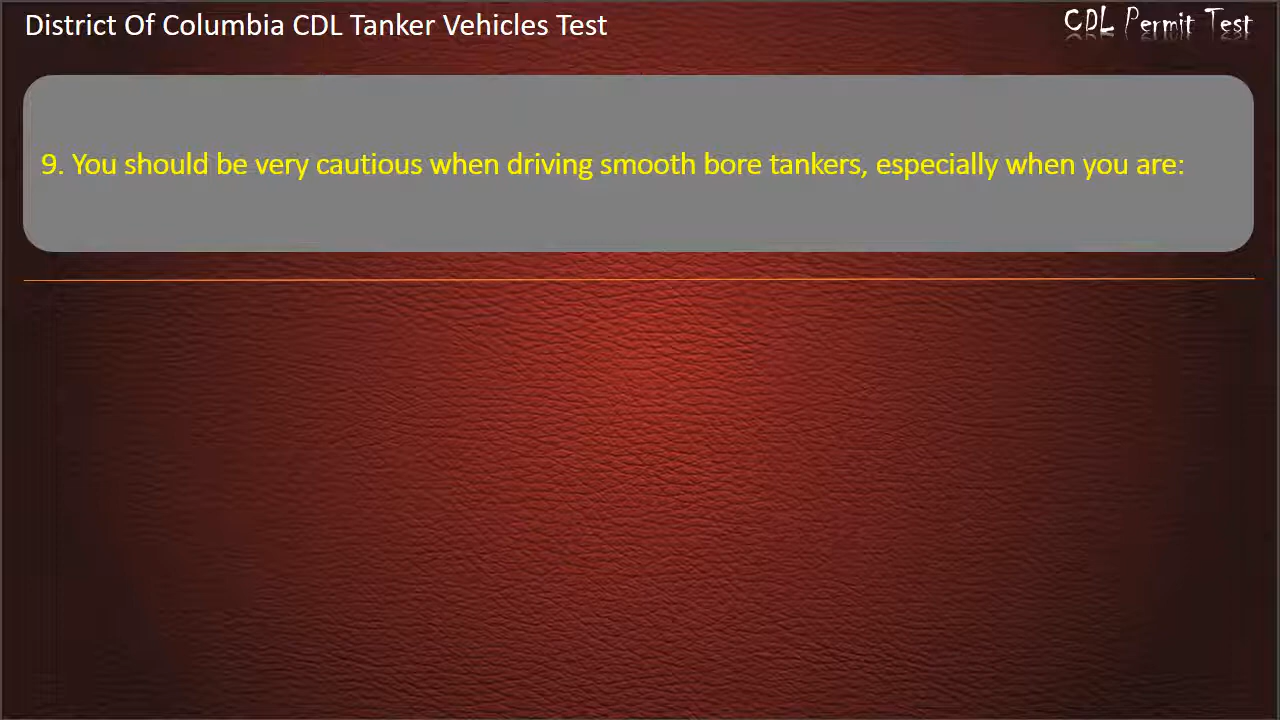 District Of Columbia CDL Tanker Vehicles Test
CDL Permit Test
9. You should be very cautious when driving smooth bore tankers, especially when you are: